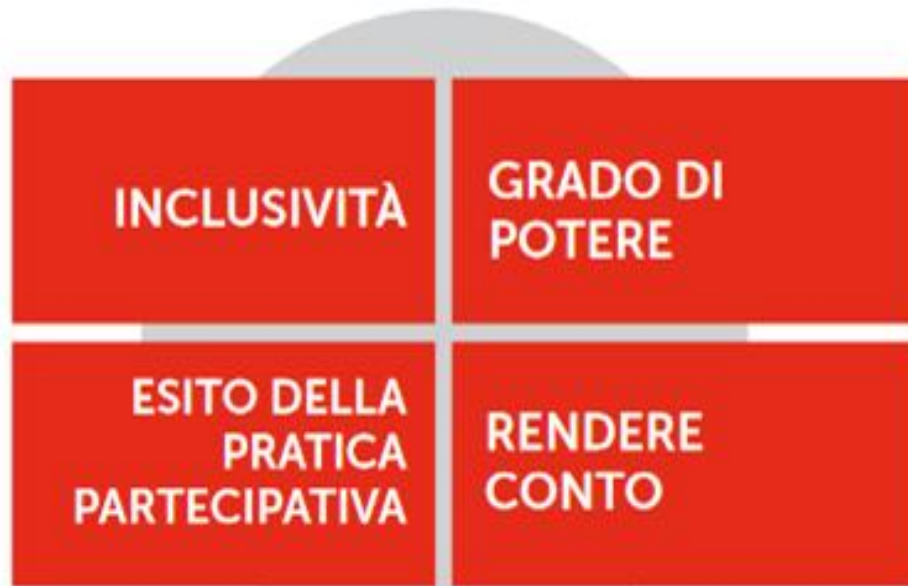 INCLUSIVITÀ
GRADO DI
POTERE
ESITO DELLA
PRATICA
PARTECIPATIVA
RENDERE
CONTO